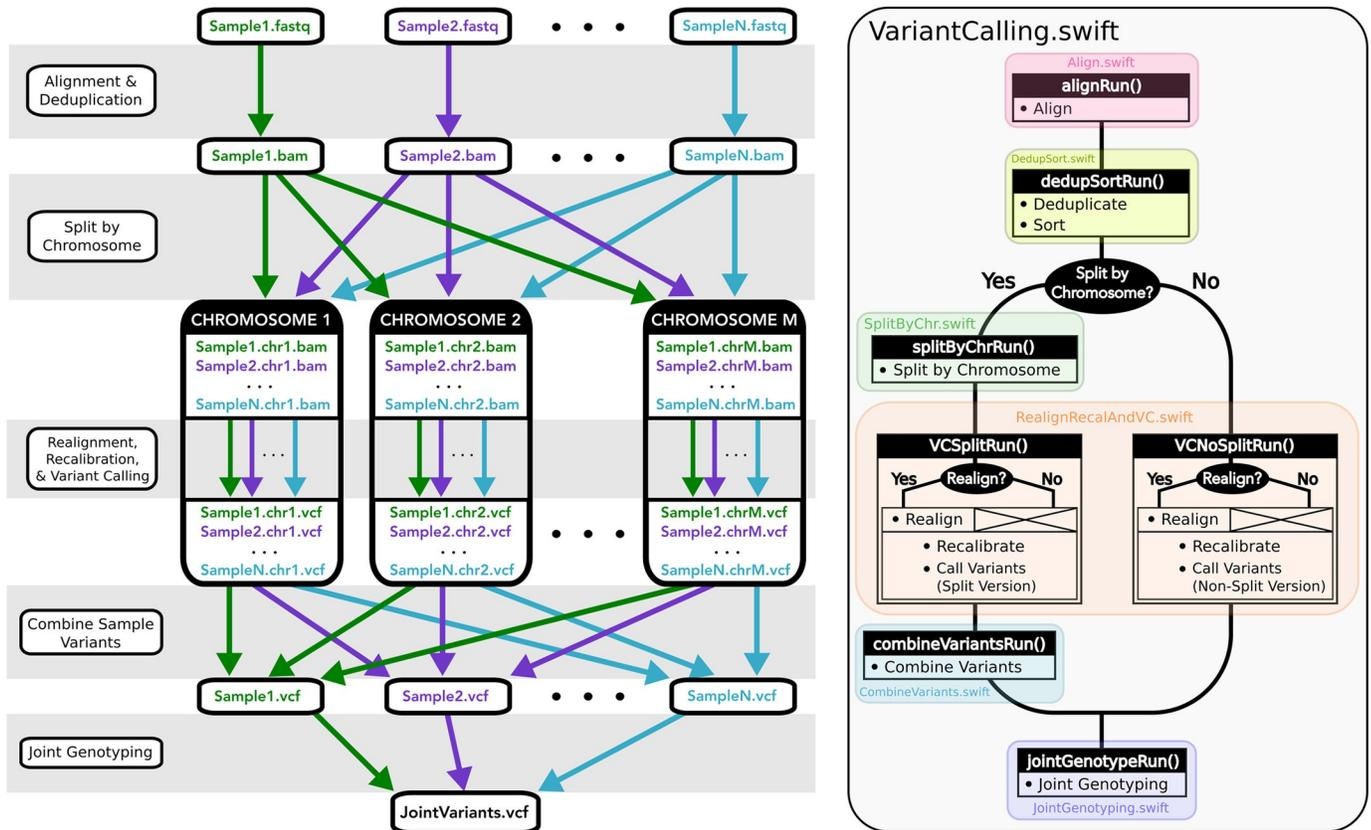 Sample1.fastq
Sample2.fastq
• • •
SampleN.fastq
Alignment &
Deduplication
Sample1.bam
Sample2.bam
• • •
SampleN.bam
Split by
Chromosome
CHROMOSOME 1
Sample1.chr1.bam
Sample2.chr1.bam
...
SampleN.chr1.bam
CHROMOSOME 2
Sample1.chr2.bam
Sample2.chr2.bam
...
SampleN.chr2.bam
CHROMOSOME M
Sample1.chrM.bam
Sample2.chrM.bam
...
SampleN.chrM.bam
Realignment,
Recalibration,
& Variant Calling
...
...
...
Sample1.chr1.vcf
Sample2.chr1.vcf
...
SampleN.chr1.vcf
Sample1.chr2.vcf
Sample2.chr2.vcf
...
SampleN.chr2.vcf
• • •
Sample1.chrM.vcf
Sample2.chrM.vcf
...
SampleN.chrM.vcf
Combine Sample
Variants
Sample1.vcf
Sample2.vcf
• • •
SampleN.vcf
Joint Genotyping
JointVariants.vcf
VariantCalling.swift
Align.swift
alignRun()
• Align
DedupSort.swift
dedupSortRun()
• Deduplicate
• Sort
Split by
Chromosome?
Yes
No
SplitByChr.swift
splitByChrRun()
• Split by Chromosome
RealignRecalAndVC.swift
VCSplitRun()
Yes
Realign?
No
• Realign
• Recalibrate
• Call Variants
(Split Version)
VCNoSplitRun()
Yes
Realign?
No
• Realign
• Recalibrate
• Call Variants
(Non-Split Version)
combineVariantsRun()
• Combine Variants
CombineVariants.swift
jointGenotypeRun()
• Joint Genotyping
JointGenotyping.swift